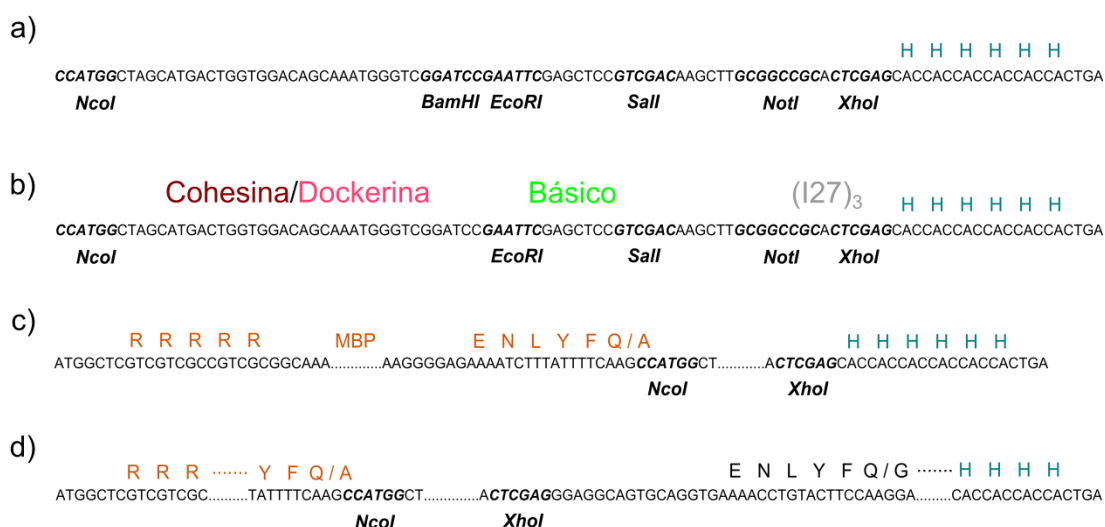 a)
H H H H H H
CCATGGCTAGCATGACTGGTGGACAGCAAATGGGTCGGATCCGAATTCGAGCTCCGTCGACAAGCTTGCGGCCGCACTCGAGCACCACCACCACCACCACTGA
NcoI BamHI EcoRI SalI NotI XhoI
b)
Cohesina/Dockerina Básico (I27)3
H H H H H H
CCATGGCTAGCATGACTGGTGGACAGCAAATGGGTCGGATCCGAATTCGAGCTCCGTCGACAAGCTTGCGGCCGCACTCGAGCACCACCACCACCACCACTGA
NcoI EcoRI SalI NotI XhoI
c)
R R R R R MBP E N L Y F Q / A H H H H H H
ATGGCTCGTCGTCGCCGTCGCGGCAAA.............AAGGGGAGAAAATCTTTATTTTCAAGCCATGGCT............ACTCGAGCACCACCACCACCACCACTGA
NcoI XhoI
d)
R R R ....... Y F Q / A E N L Y F Q / G ....... H H H H
ATGGCTCGTCGTCGC..........TATTTTCAAGCCATGGCT..............ACTCGAGGGAGGCAGTGCAGGTGAAAACCTGTACTTCCAAGGA.........CACCACCACCACTGA
NcoI XhoI